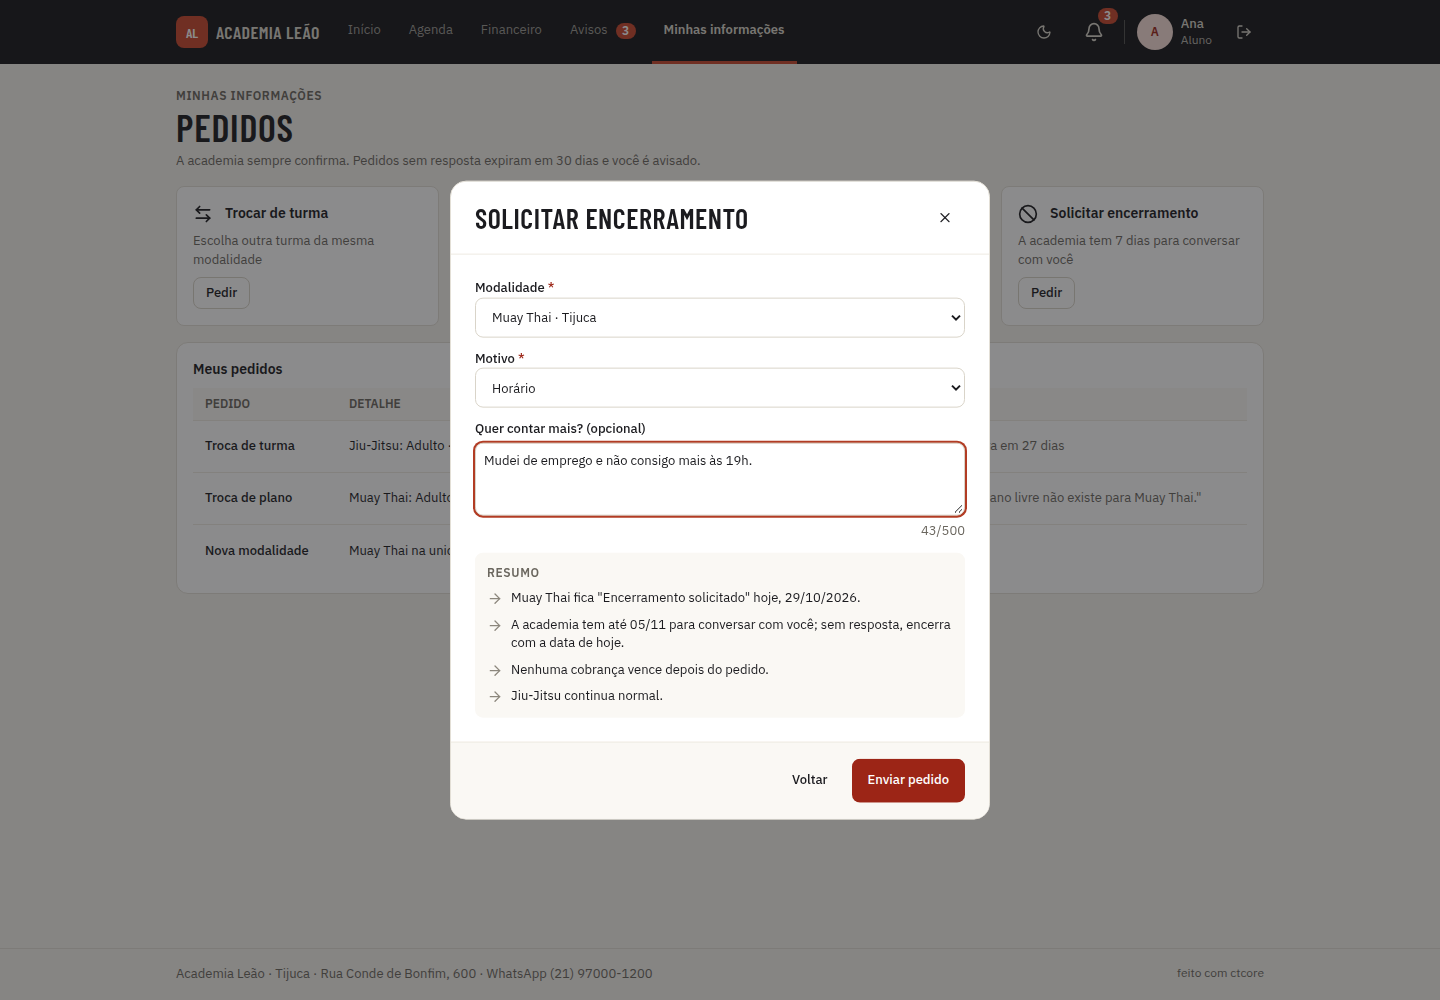 AL ACADEMIA LEÃO Início Agenda Financeiro Avisos 3 Minhas informações 3 A Ana
Aluno
MINHAS INFORMAÇÕES
PEDIDOS
A academia sempre confirma. Pedidos sem resposta expiram em 30 dias e você é avisado.
Trocar de turma
Escolha outra turma da mesma
modalidade
Pedir
Solicitar encerramento
A academia tem 7 dias para conversar
com você
Pedir
Meus pedidos
PEDIDO DETALHE
Troca de turma Jiu-Jitsu: Adulto em 27 dias
Troca de plano Muay Thai: livre não existe para Muay Thai."
Nova modalidade Muay Thai na
SOLICITAR ENCERRAMENTO
Modalidade *
Muay Thai · Tijuca
Motivo *
Horário
Quer contar mais? (opcional)
Mudei de emprego e não consigo mais às 19h.
43/500
RESUMO
→ Muay Thai fica "Encerramento solicitado" hoje, 29/10/2026.
→ A academia tem até 05/11 para conversar com você; sem resposta, encerra
com a data de hoje.
→ Nenhuma cobrança vence depois do pedido.
→ Jiu-Jitsu continua normal.
Voltar Enviar pedido
Academia Leão · Tijuca · Rua Conde de Bonfim, 600 · WhatsApp (21) 97000-1200 feito com ctcore